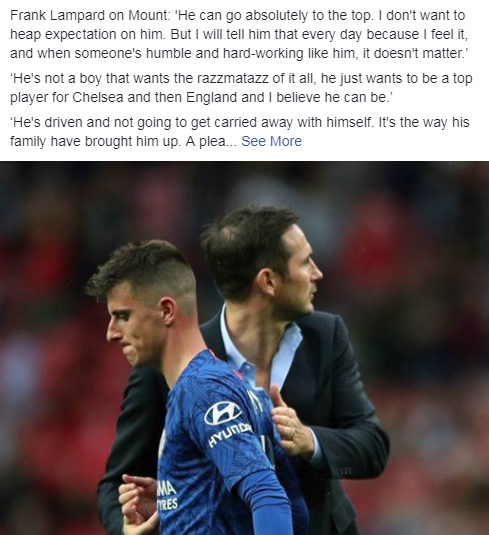 Frank Lampard on Mount: 'He can go absolutely to the top. I don't want to
heap expectation on him. But I will tell him that every day because I feel it,
and when someone's humble and hard-working like him, it doesn't matter.’
‘He's not a boy that wants the razzmatazz of it all, he just wants to be a top
player for Chelsea and then England and I believe he can be.’
‘He's driven and not going to get carried away with himself. It's the way his
family have brought him up. A plea... See More
HYUNDAI
MA
YRES